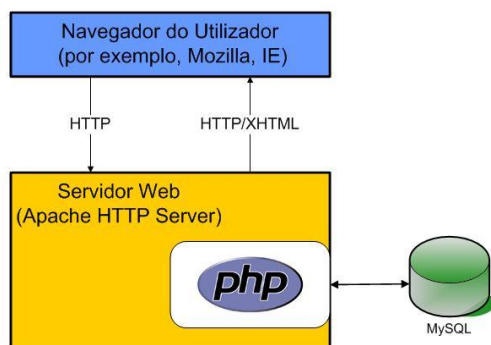 Navegador do Utilizador
(por exemplo, Mozilla, IE)
HTTP
HTTP/XHTML
Servidor Web
(Apache HTTP Server)
php
MySQL